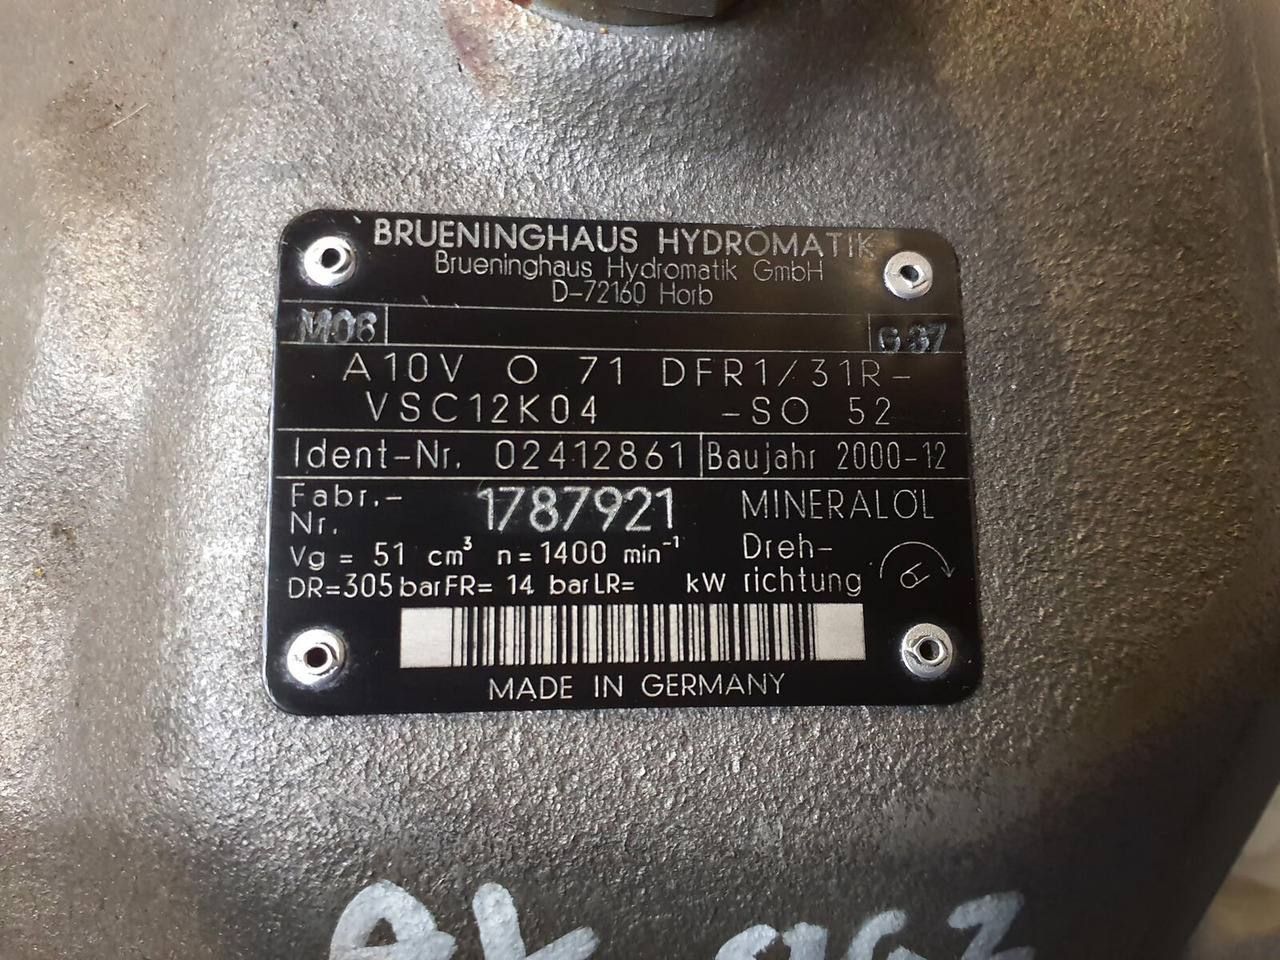 BRUENINGHAUS HYDROMATIK
Brueninghaus Hydromatik GmbH
D-72160 Horb
M06 G37
A10V O 71 DFR1/31R-
VSC12K04 -SO 52
Ident-Nr. 02412861 Baujahr 2000-12
Fabr.-
Nr. 1787921 MINERALÖL
Vg = 51 cm³ n = 1400 min⁻¹ Dreh-
DR=305 bar FR= 14 bar LR= kW richtung
MADE IN GERMANY